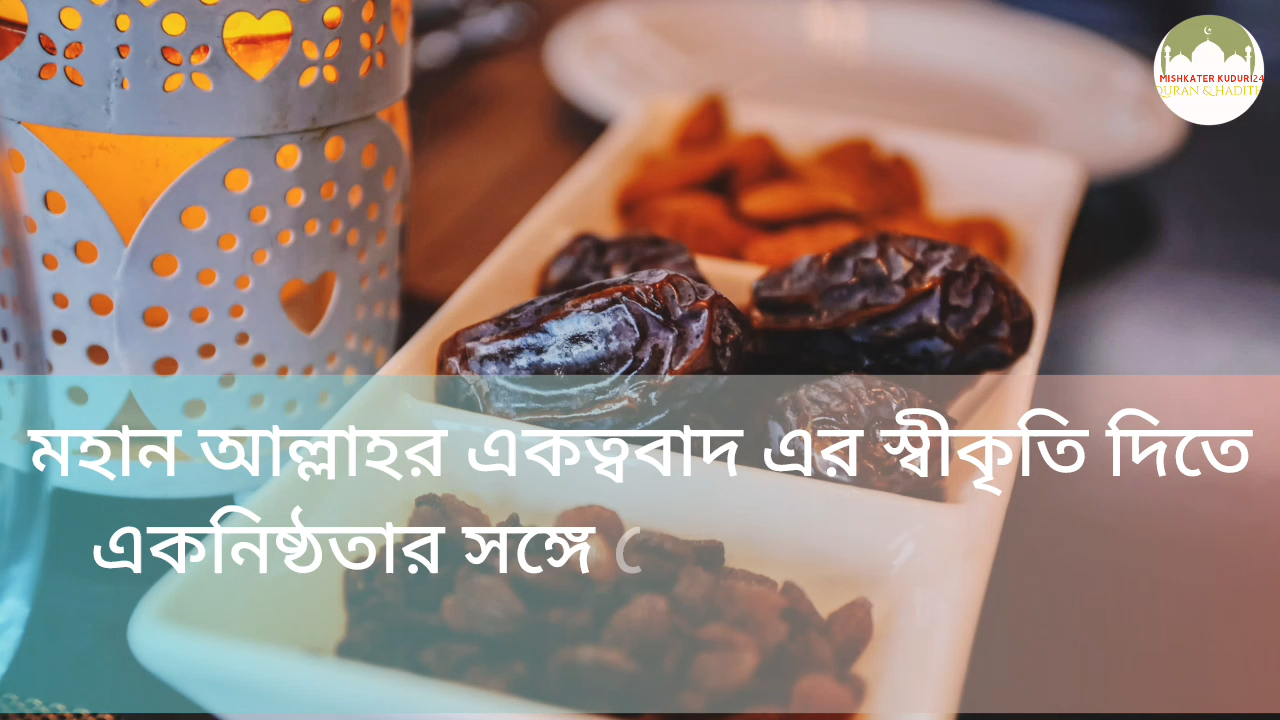 MISHKATER KUDURI24
QURAN & HADITH
মহান আল্লাহর একত্ববাদ এর স্বীকৃতি দিতে
একনিষ্ঠতার সঙ্গে